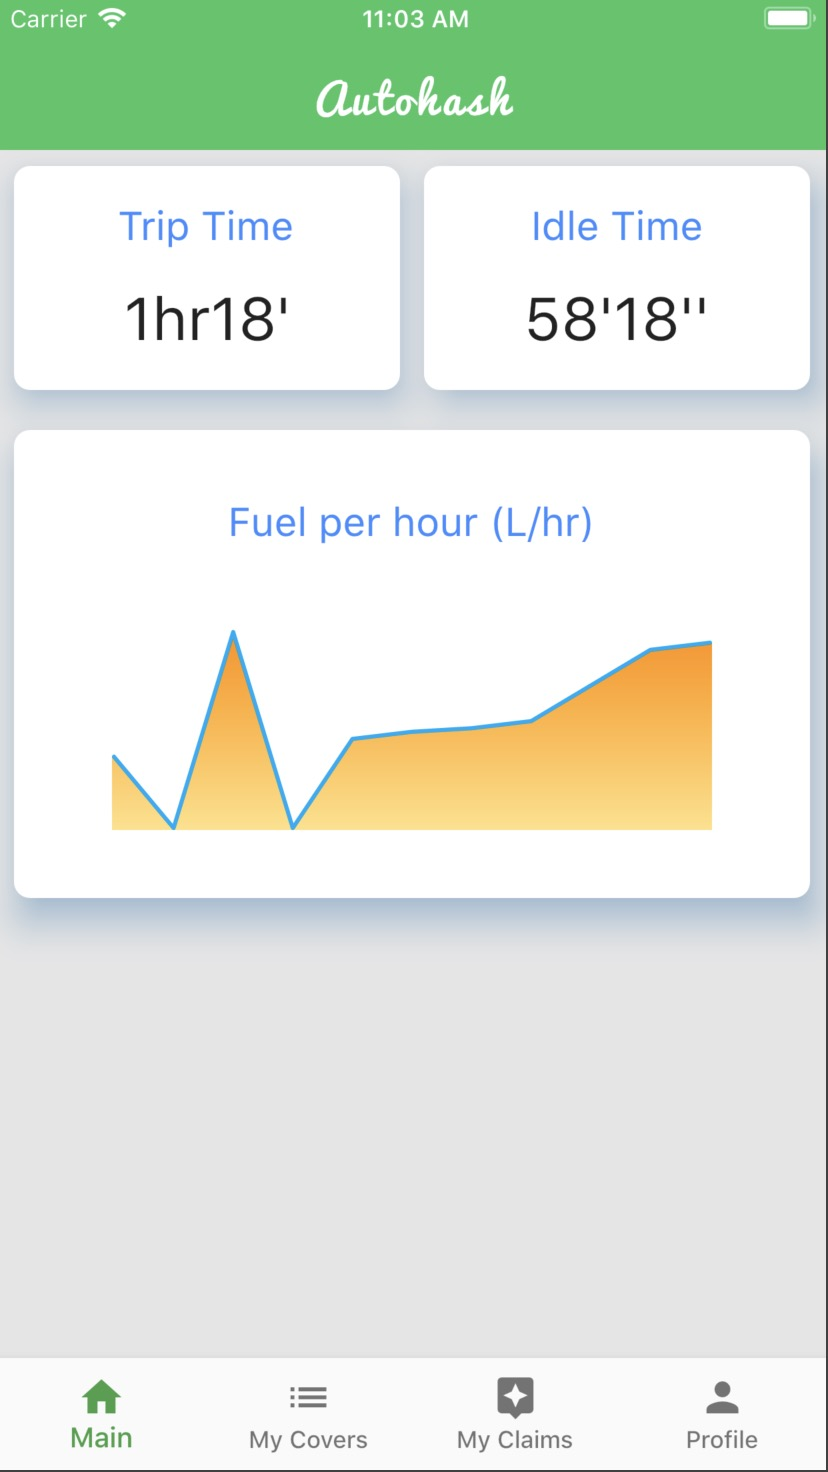 Carrier 11:03 AM
Autohash
Trip Time
1hr18'
Idle Time
58'18''
Fuel per hour (L/hr)
Main
My Covers
My Claims
Profile